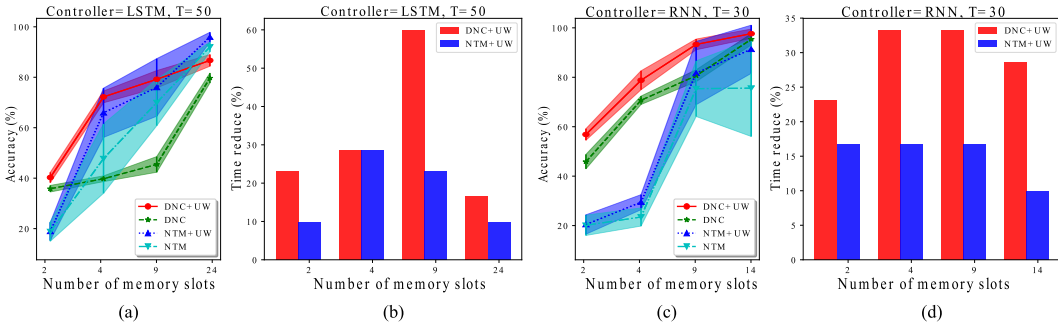 Controller=LSTM, T=50
Accuracy (%)
100
80
60
40
20
DNC+UW
DNC
NTM+UW
NTM
2 4 9 24
Number of memory slots
(a)
Controller=LSTM, T=50
Time reduce (%)
60
50
40
30
20
10
0
DNC+UW
NTM+UW
2 4 9 24
Number of memory slots
(b)
Controller=RNN, T=30
Accuracy (%)
100
80
60
40
20
DNC+UW
DNC
NTM+UW
NTM
2 4 9 14
Number of memory slots
(c)
Controller=RNN, T=30
Time reduce (%)
35
30
25
20
15
10
5
0
DNC+UW
NTM+UW
2 4 9 14
Number of memory slots
(d)